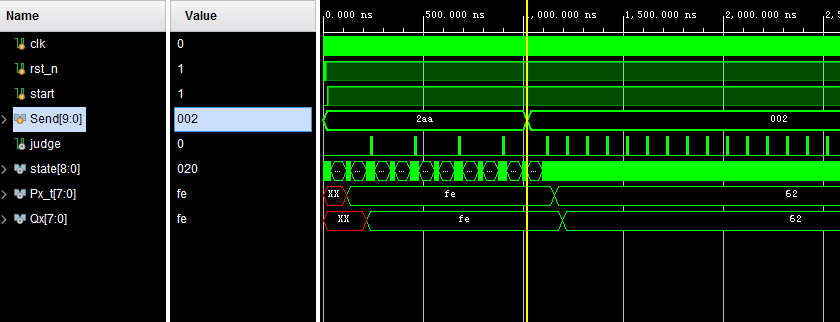 Name Value
0.000 ns 500.000 ns 1,000.000 ns 1,500.000 ns 2,000.000 ns 2,5
clk 0
rst_n 1
start 1
Send[9:0] 002 2aa 002
judge 0
state[8:0] 020 ... ... ... ... ... ... ... ... ... ...
Px_t[7:0] fe XX fe 62
Qx[7:0] fe XX fe 62